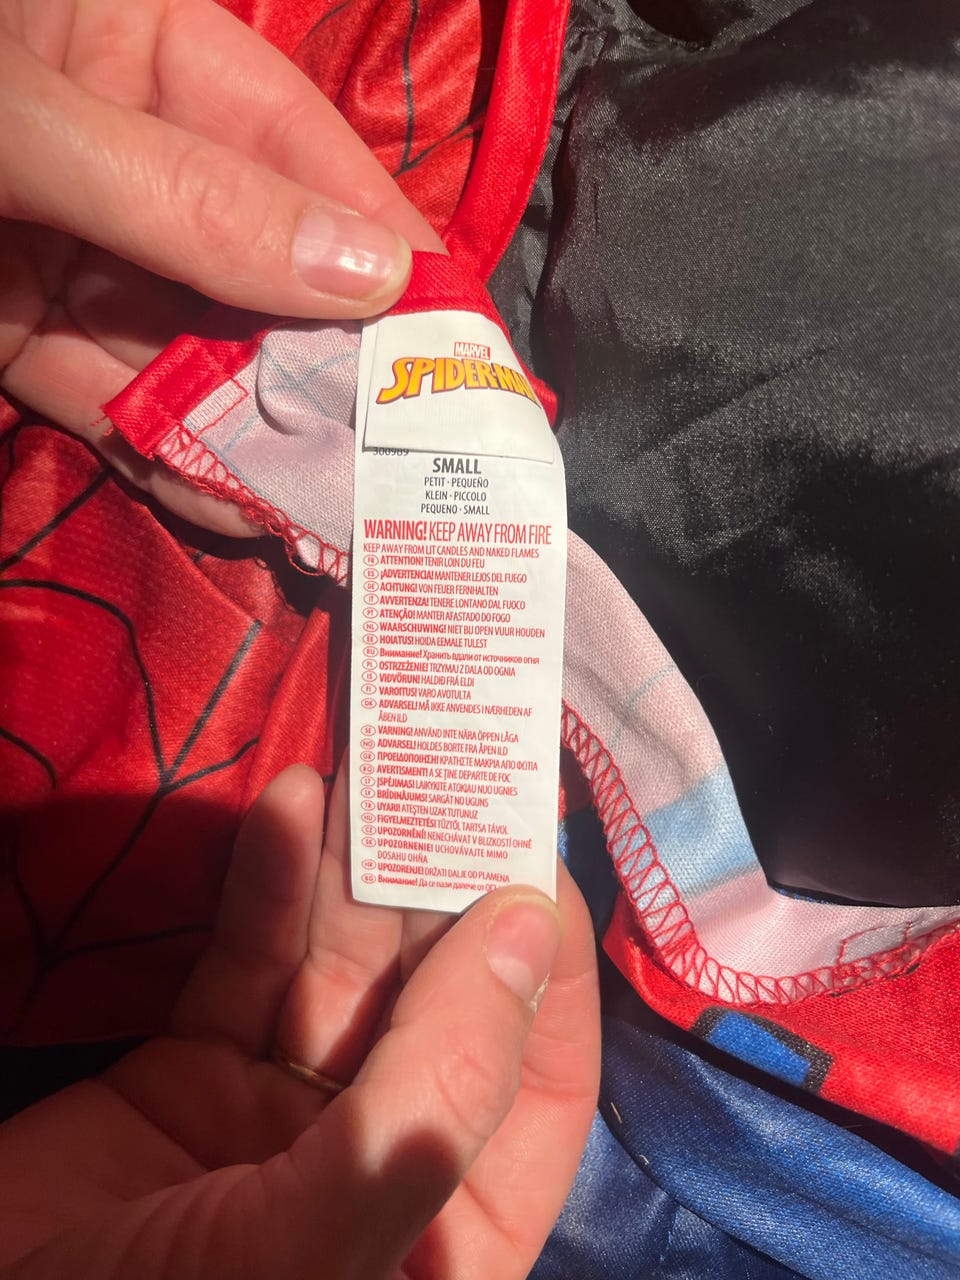 MARVEL
SPIDER-MAN
300989
SMALL
PETIT - PEQUEÑO
KLEIN - PICCOLO
PEQUENO - SMALL
WARNING! KEEP AWAY FROM FIRE
KEEP AWAY FROM LIT CANDLES AND NAKED FLAMES
FR ATTENTION! TENIR LOIN DU FEU
ES ¡ADVERTENCIA! MANTENER LEJOS DEL FUEGO
DE ACHTUNG! VON FEUER FERNHALTEN
IT AVVERTENZA! TENERE LONTANO DAL FUOCO
PT ATENÇÃO! MANTER AFASTADO DO FOGO
NL WAARSCHUWING! NIET BIJ OPEN VUUR HOUDEN
EE HOIATUS! HOIDA EEMALE TULEST
RU Внимание! Хранить вдали от источников огня
PL OSTRZEŻENIE! TRZYMAJ Z DALA OD OGNIA
IS VIÐVÖRUN! HALDIÐ FRÁ ELDI
FI VAROITUS! VARO AVOTULTA
DK ADVARSEL! MÅ IKKE ANVENDES I NÆRHEDEN AF
ÅBEN ILD
SE VARNING! ANVÄND INTE NÄRA ÖPPEN LÅGA
NO ADVARSEL! HOLDES BORTE FRA ÅPEN ILD
GR ΠΡΟΕΙΔΟΠΟΙΗΣΗ! ΚΡΑΤΗΣΤΕ ΜΑΚΡΙΑ ΑΠΟ ΦΩΤΙΑ
RO AVERTISMENT! A SE ŢINE DEPARTE DE FOC
LT ĮSPĖJIMAS! LAIKYKITE ATOKIAU NUO UGNIES
LV BRĪDINĀJUMS! SARGĀT NO UGUNS
TR UYARI! ATEŞTEN UZAK TUTUNUZ
HU FIGYELMEZTETÉS! TŰZTŐL TARTSA TÁVOL
CZ UPOZORNĚNÍ! NENECHÁVAT V BLÍZKOSTI OHNĚ
SK UPOZORNENIE! UCHOVÁVAJTE MIMO
DOSAHU OHŇA
HR UPOZORENJE! DRŽATI DALJE OD PLAMENA
BG Внимание! Да се пази далече от